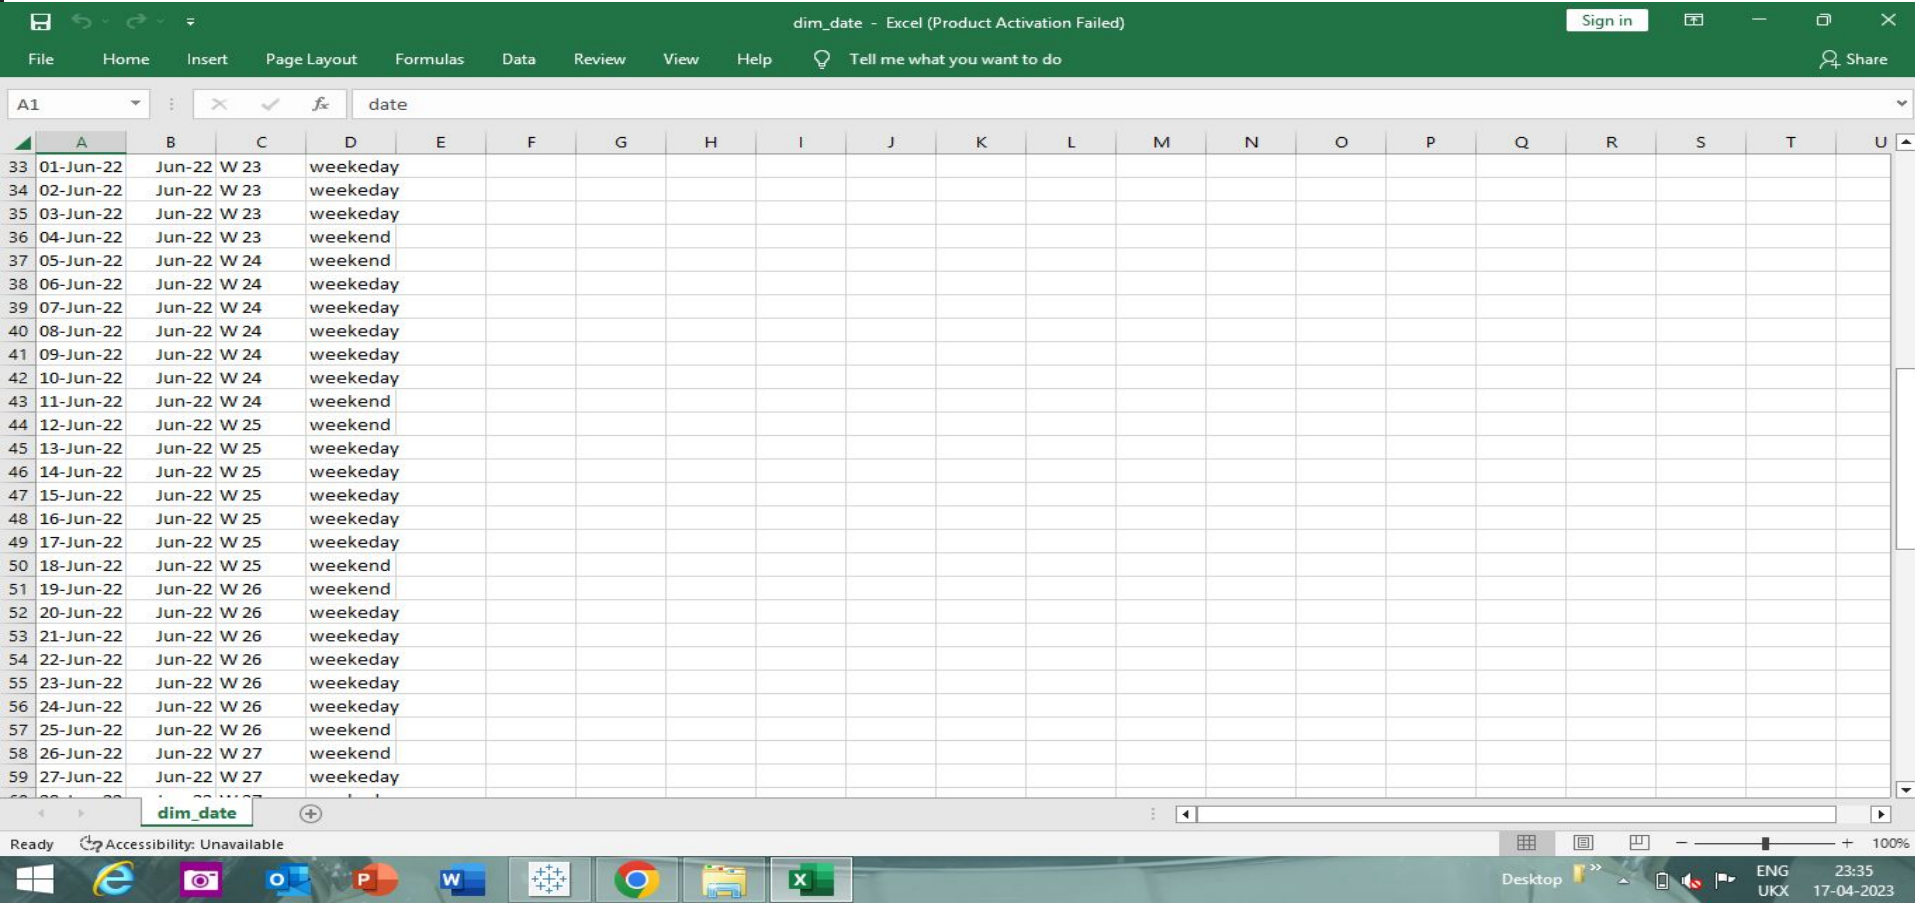 dim_date - Excel (Product Activation Failed)
Sign in
File Home Insert Page Layout Formulas Data Review View Help Tell me what you want to do Share
A1 fx date
A B C D E F G H I J K L M N O P Q R S T U
33 01-Jun-22 Jun-22 W 23 weekeday
34 02-Jun-22 Jun-22 W 23 weekeday
35 03-Jun-22 Jun-22 W 23 weekeday
36 04-Jun-22 Jun-22 W 23 weekend
37 05-Jun-22 Jun-22 W 24 weekend
38 06-Jun-22 Jun-22 W 24 weekeday
39 07-Jun-22 Jun-22 W 24 weekeday
40 08-Jun-22 Jun-22 W 24 weekeday
41 09-Jun-22 Jun-22 W 24 weekeday
42 10-Jun-22 Jun-22 W 24 weekeday
43 11-Jun-22 Jun-22 W 24 weekend
44 12-Jun-22 Jun-22 W 25 weekend
45 13-Jun-22 Jun-22 W 25 weekeday
46 14-Jun-22 Jun-22 W 25 weekeday
47 15-Jun-22 Jun-22 W 25 weekeday
48 16-Jun-22 Jun-22 W 25 weekeday
49 17-Jun-22 Jun-22 W 25 weekeday
50 18-Jun-22 Jun-22 W 25 weekend
51 19-Jun-22 Jun-22 W 26 weekend
52 20-Jun-22 Jun-22 W 26 weekeday
53 21-Jun-22 Jun-22 W 26 weekeday
54 22-Jun-22 Jun-22 W 26 weekeday
55 23-Jun-22 Jun-22 W 26 weekeday
56 24-Jun-22 Jun-22 W 26 weekeday
57 25-Jun-22 Jun-22 W 26 weekend
58 26-Jun-22 Jun-22 W 27 weekend
59 27-Jun-22 Jun-22 W 27 weekeday
dim_date
Ready Accessibility: Unavailable 100%
Desktop ENG 23:35
UKX 17-04-2023